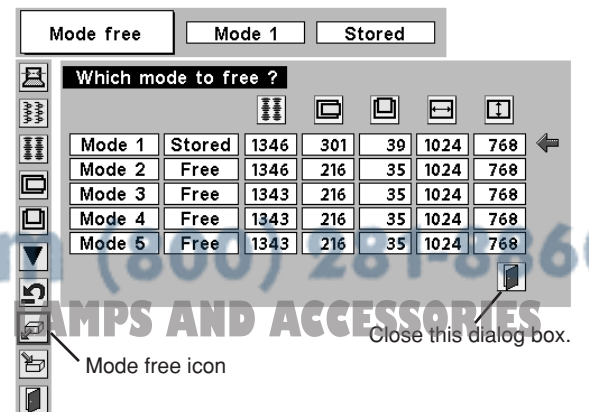 Mode free Mode 1 Stored
Which mode to free ?
Mode 1 Stored 1346 301 39 1024 768
Mode 2 Free 1346 216 35 1024 768
Mode 3 Free 1343 216 35 1024 768
Mode 4 Free 1343 216 35 1024 768
Mode 5 Free 1343 216 35 1024 768
m (800) 281-886
AMPS AND ACCESSORIES
Close this dialog box.
Mode free icon